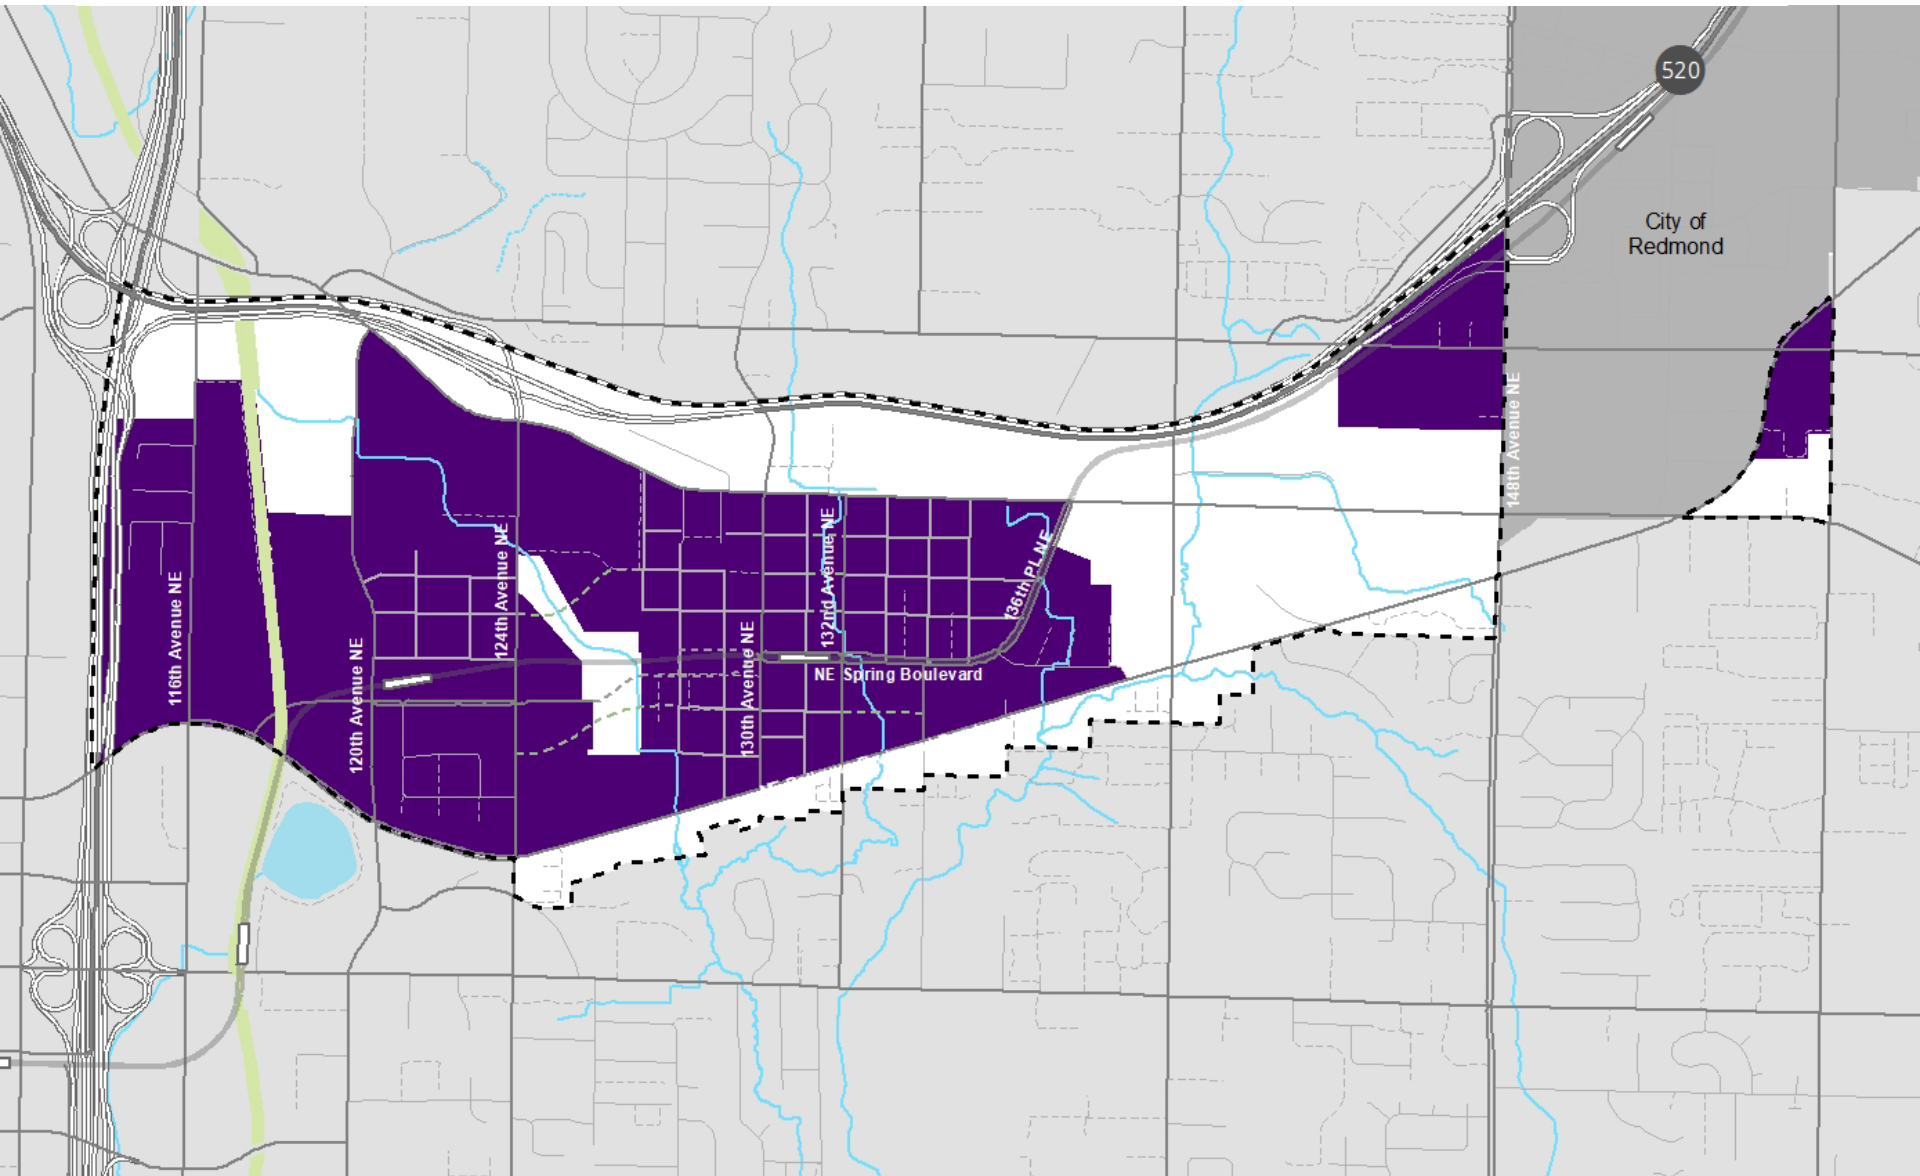 520
City of
Redmond
148th Avenue NE
124th Avenue NE
132nd Avenue NE
136th PL NE
116th Avenue NE
130th Avenue NE
120th Avenue NE
NE Spring Boulevard